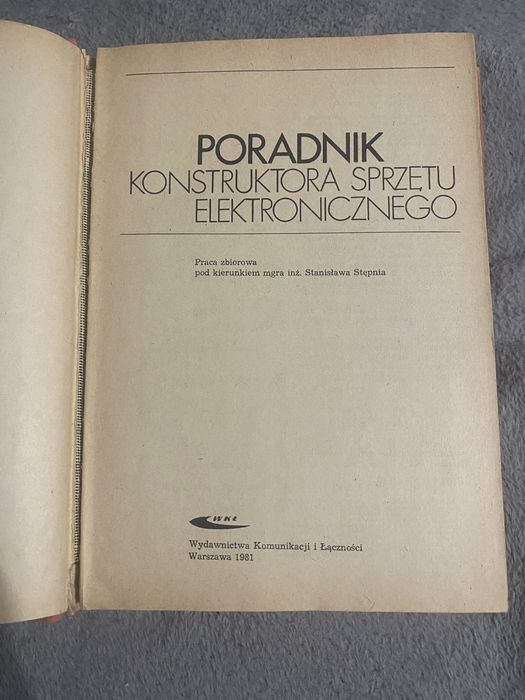 PORADNIK
KONSTRUKTORA SPRZĘTU
ELEKTRONICZNEGO
Praca zbiorowa
pod kierunkiem mgra inż. Stanisława Stępnia
WKŁ
Wydawnictwa Komunikacji i Łączności
Warszawa 1981